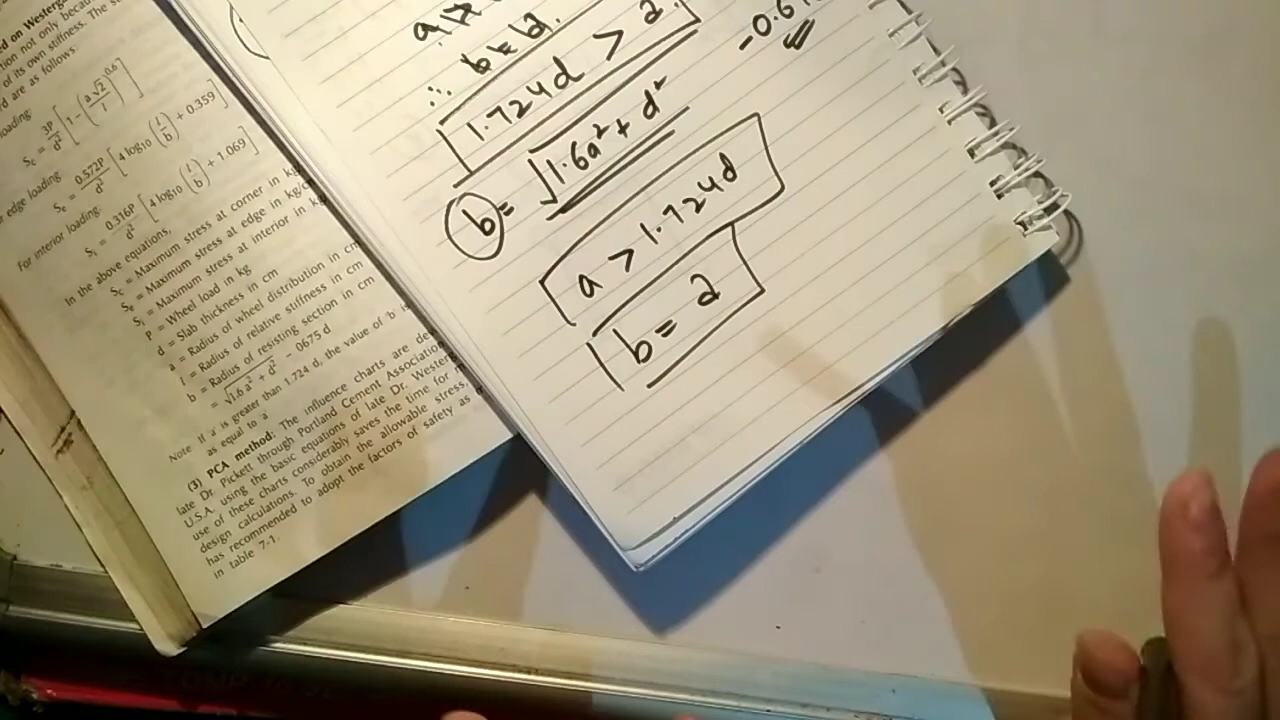 ed on Westerga
tion not only becau
of its own stiffness. The s
d are as follows:
loading:
Sc = 3P/d² [1 - (a√2/l)^0.6]
edge loading
Se = 0.572P/d² [4 log10 (l/b) + 0.359]
For interior loading:
Si = 0.316P/d² [4 log10 (l/b) + 1.069]
In the above equations,
Sc = Maximum stress at corner in kg
Se = Maximum stress at edge in kg/c
Si = Maximum stress at interior in kg
P = Wheel load in kg
d = Slab thickness in cm
a = Radius of wheel distribution in cm
l = Radius of relative stiffness in cm
b = Radius of resisting section in cm
= √1.6 a² + d² - 0675 d
Note If 'a' is greater than 1.724 d, the value of 'b' i
as equal to 'a'
(3) PCA method: The influence charts are de
late Dr. Pickett through Portland Cement Association
U.S.A. using the basic equations of late Dr. Westerg
use of these charts considerably saves the time for
design calculations. To obtain the allowable stress,
has recommended to adopt the factors of safety as
in table 7-1.
∴
1.724d > a.
-0.6
b = √1.6a² + d²
a > 1.724d
b = a